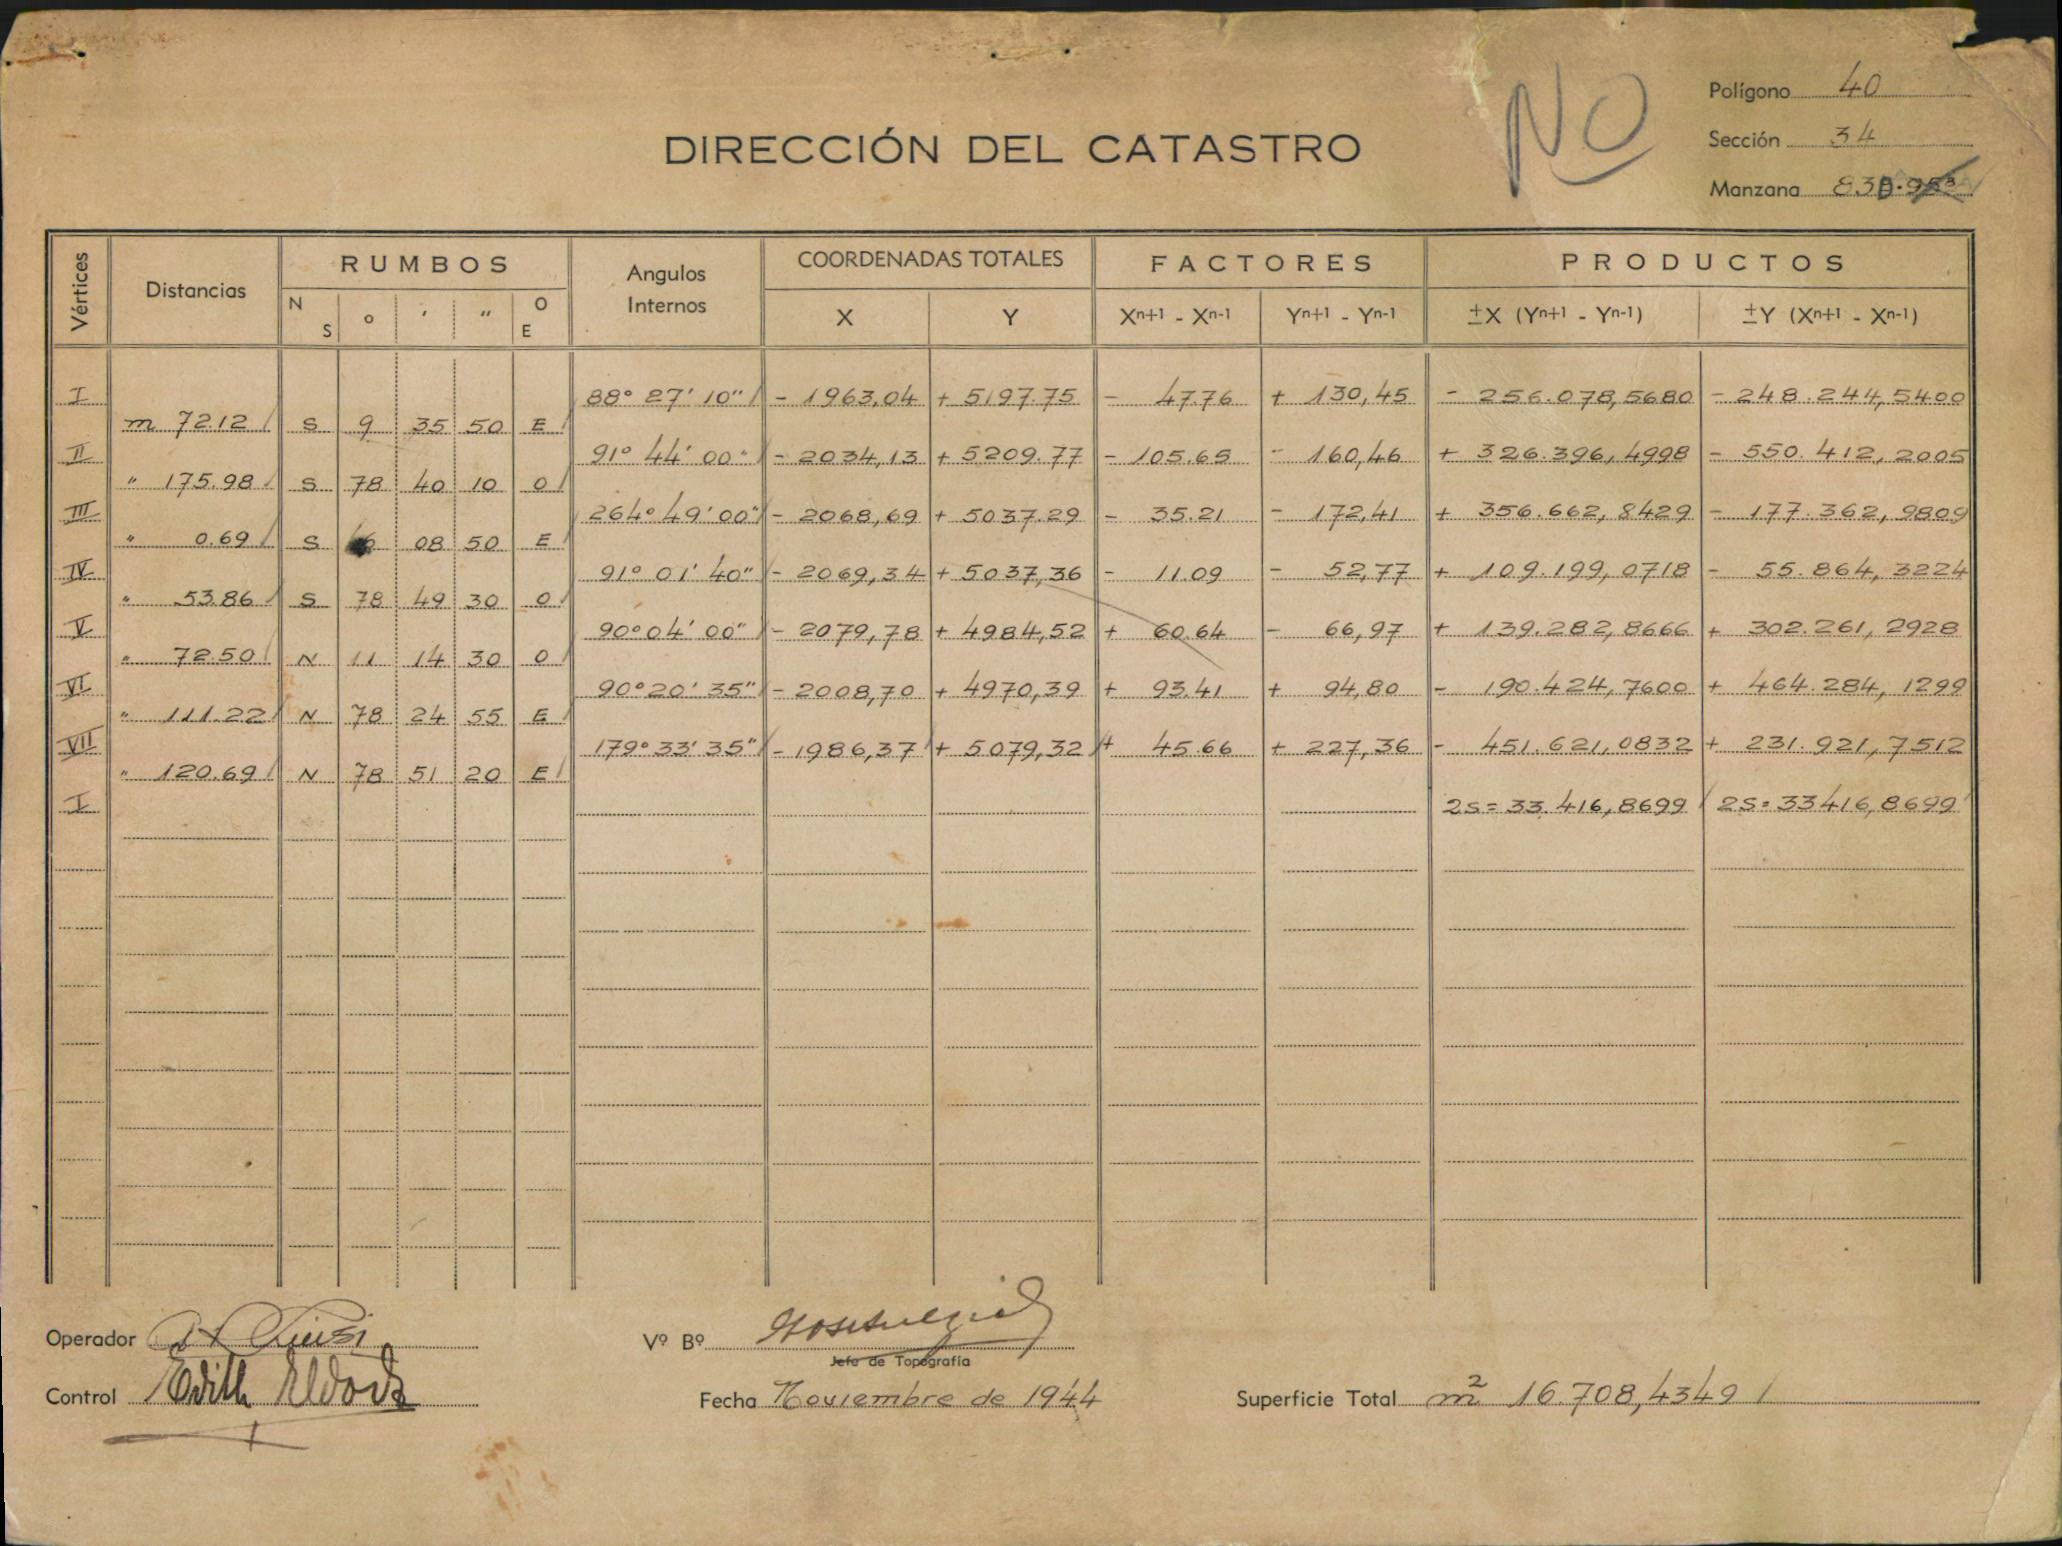 NO
Polígono 40
Sección 34
Manzana 83
DIRECCIÓN DEL CATASTRO
Vértices Distancias RUMBOS Angulos Internos COORDENADAS TOTALES FACTORES PRODUCTOS
N S ° ' " O E X Y Xn+1 - Xn-1 Yn+1 - Yn-1 ±X (Yn+1 - Yn-1) ±Y (Xn+1 - Xn-1)
I 88° 27' 10" - 1963,04 + 5197.75 - 47.76 + 130,45 - 256.078,5680 - 248.244,5400
m 72.12 S 9 35 50 E
II 91° 44' 00" - 2034,13 + 5209.77 - 105.65 - 160,46 + 326.396,4998 - 550.412,2005
" 175.98 S 78 40 10 O
III 264° 49' 00" - 2068,69 + 5037.29 - 35.21 - 172,41 + 356.662,8429 - 177.362,9809
" 0.69 S 08 50 E
IV 91° 01' 40" - 2069,34 + 5037,36 - 11.09 - 52,77 + 109.199,0718 - 55.864,3224
" 53.86 S 78 49 30 O
V 90° 04' 00" - 2079,78 + 4984,52 + 60.64 - 66,97 + 139.282,8666 + 302.261,2928
" 72.50 N 11 14 30 O
VI 90° 20' 35" - 2008,70 + 4970,39 + 93.41 + 94,80 - 190.424,7600 + 464.284,1299
" 111.22 N 78 24 55 E
VII 179° 33' 35" - 1986,37 + 5079,32 + 45.66 + 227,36 - 451.621,0832 + 231.921,7512
" 120.69 N 78 51 20 E
I 2S = 33.416,8699 2S = 33416,8699
Operador
Vº Bº
Jefe de Topografía
Control Edith
Fecha Noviembre de 1944
Superficie Total m2 16.708,4349